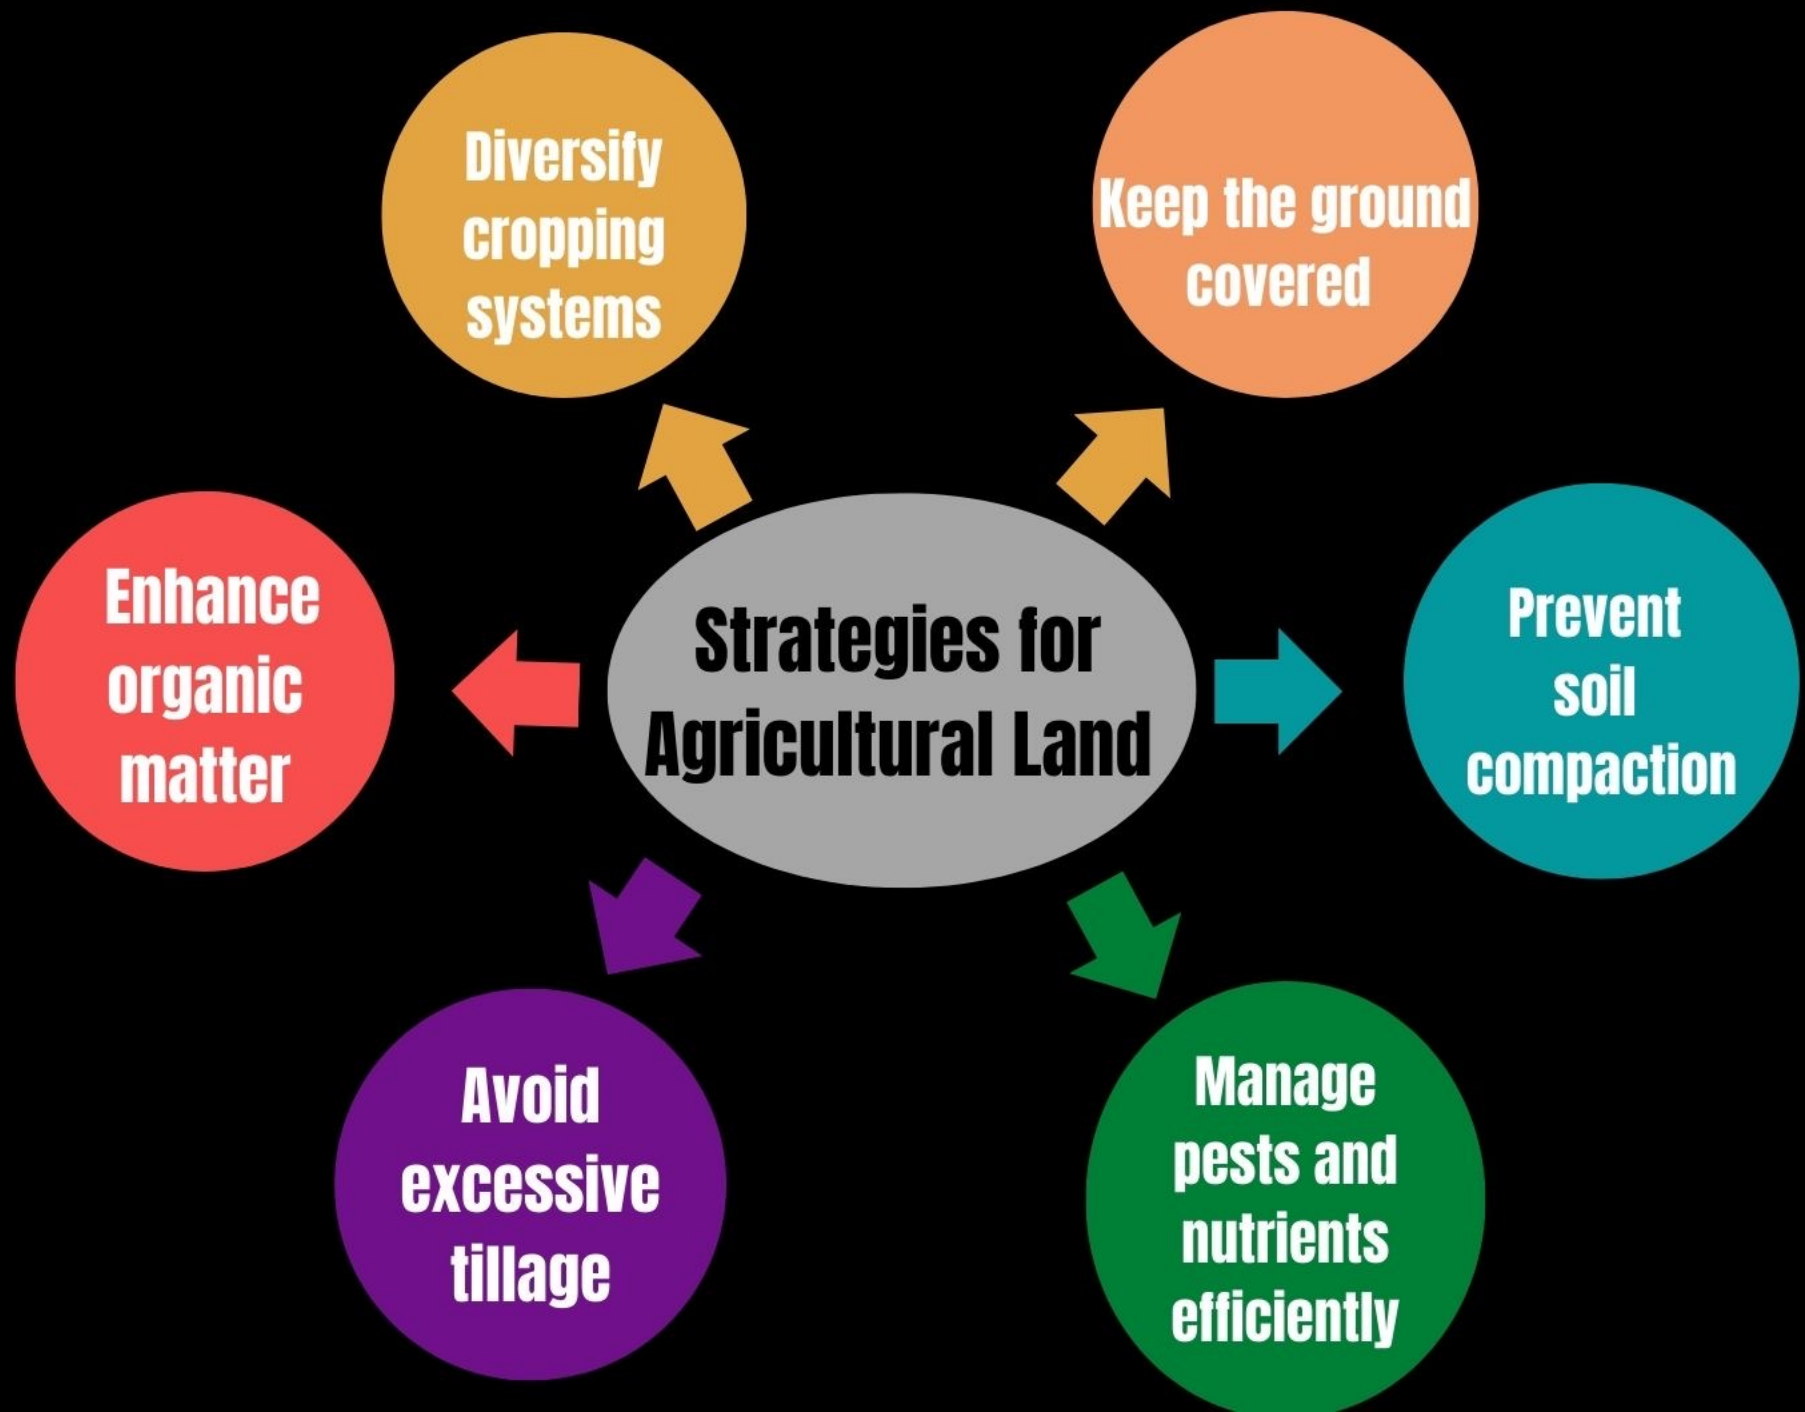 Diversify
cropping
systems
Keep the ground
covered
Enhance
organic
matter
Strategies for
Agricultural Land
Prevent
soil
compaction
Avoid
excessive
tillage
Manage
pests and
nutrients
efficiently